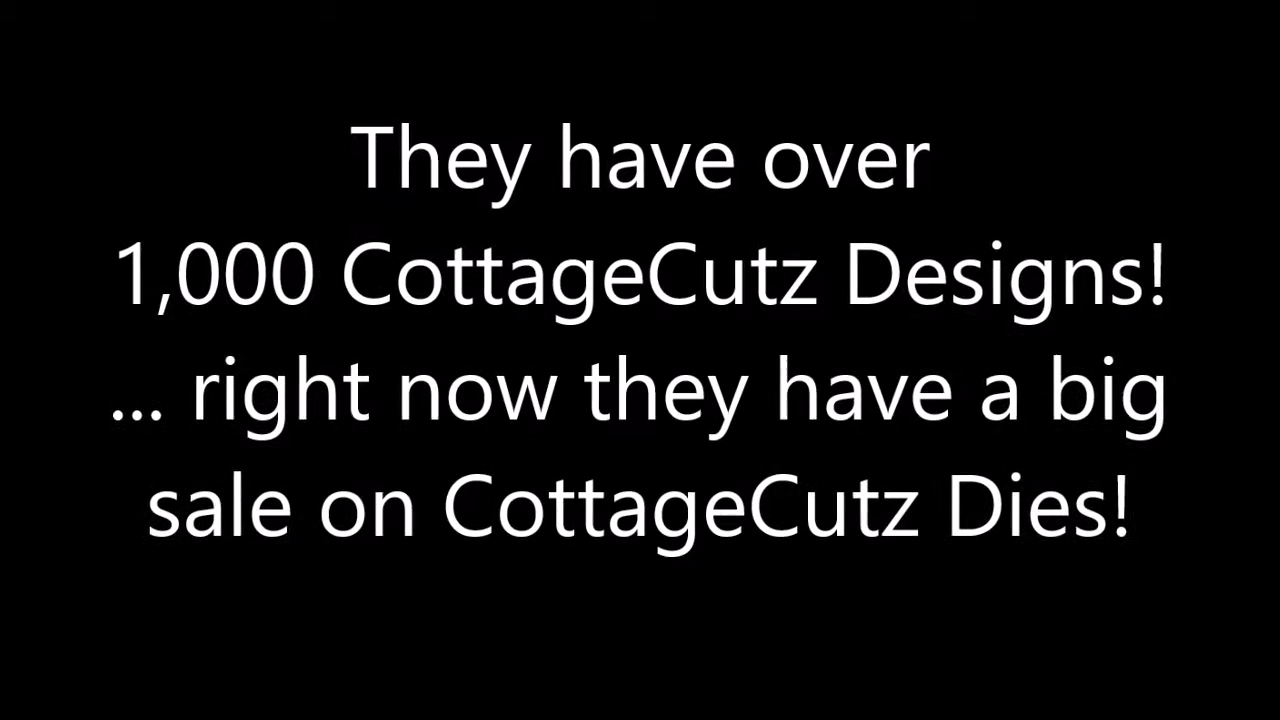 They have over
1,000 CottageCutz Designs!
... right now they have a big
sale on CottageCutz Dies!